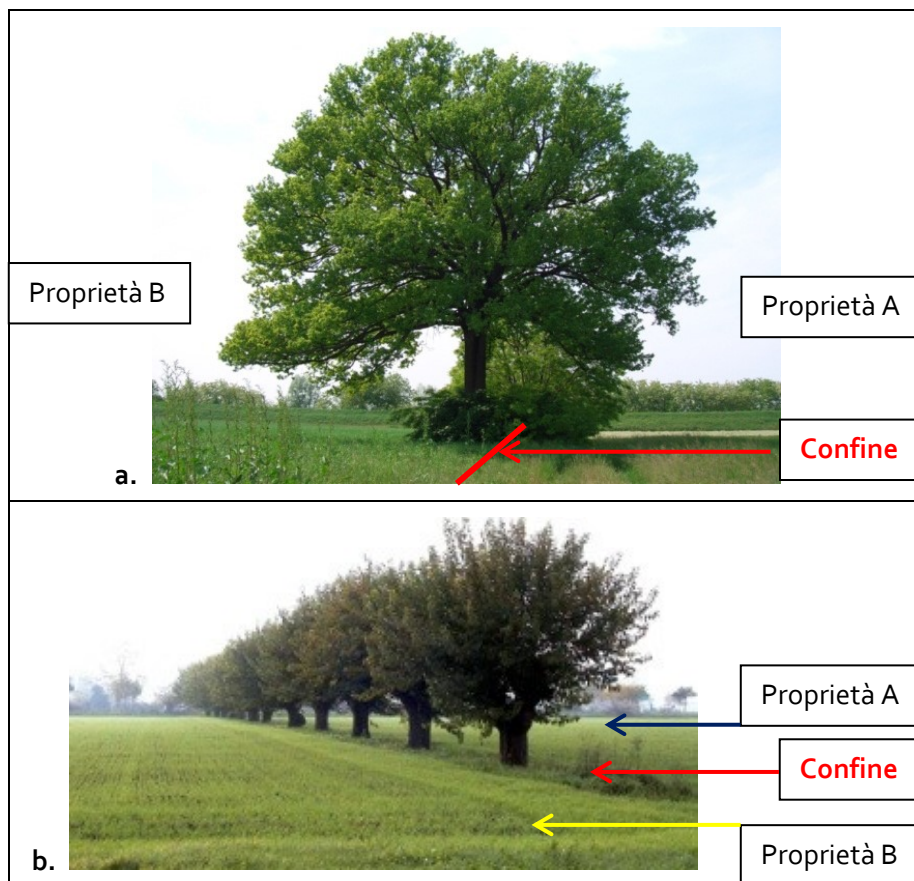 Proprietà B
Proprietà A
Confine
a.
Proprietà A
Confine
Proprietà B
b.